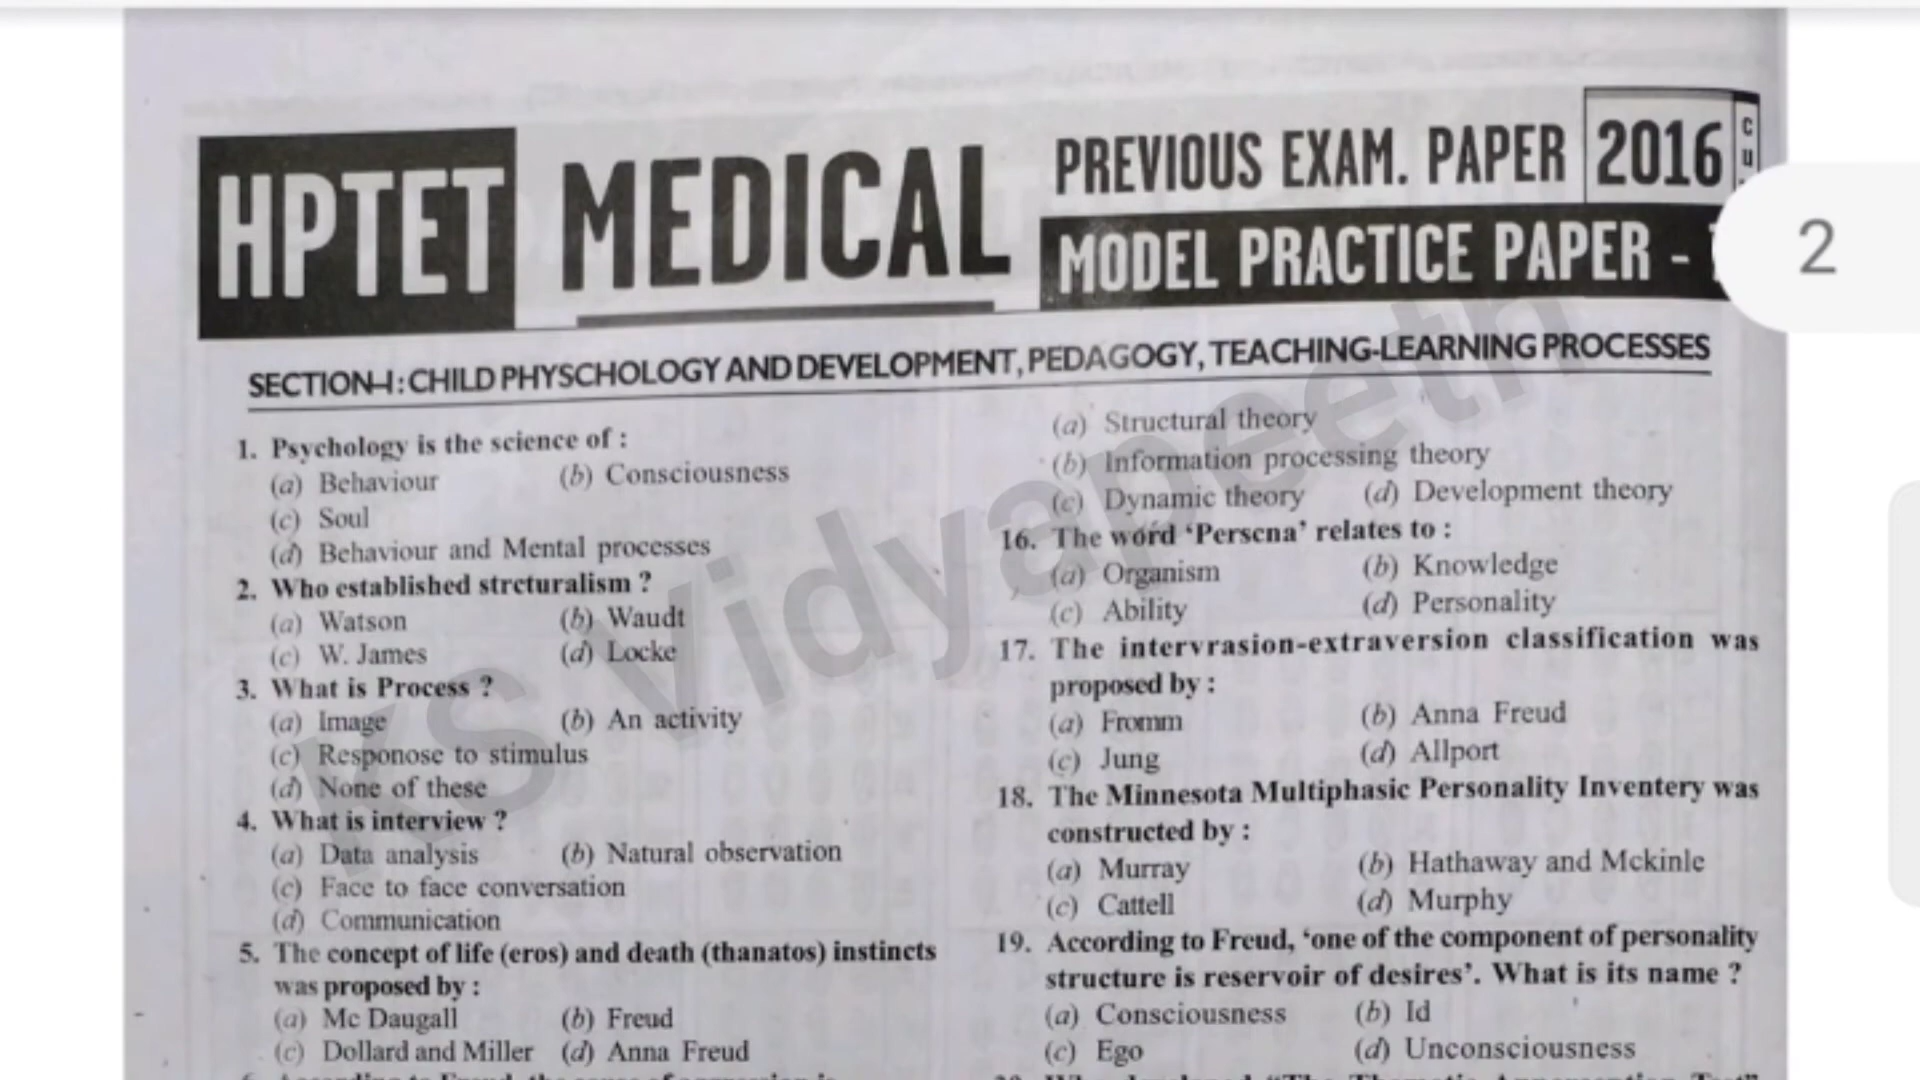 HPTET MEDICAL
PREVIOUS EXAM. PAPER 2016
CU
MODEL PRACTICE PAPER -
2
SECTION-I : CHILD PHYSCHOLOGY AND DEVELOPMENT, PEDAGOGY, TEACHING-LEARNING PROCESSES
1. Psychology is the science of :
(a) Behaviour (b) Consciousness
(c) Soul
(d) Behaviour and Mental processes
2. Who established strcturalism ?
(a) Watson (b) Waudt
(c) W. James (d) Locke
3. What is Process ?
(a) Image (b) An activity
(c) Responose to stimulus
(d) None of these
4. What is interview ?
(a) Data analysis (b) Natural observation
(c) Face to face conversation
(d) Communication
5. The concept of life (eros) and death (thanatos) instincts
was proposed by :
(a) Mc Daugall (b) Freud
(c) Dollard and Miller (d) Anna Freud
(a) Structural theory
(b) Information processing theory
(c) Dynamic theory (d) Development theory
16. The word ‘Perscna’ relates to :
(a) Organism (b) Knowledge
(c) Ability (d) Personality
17. The intervrasion-extraversion classification was
proposed by :
(a) Fromm (b) Anna Freud
(c) Jung (d) Allport
18. The Minnesota Multiphasic Personality Inventery was
constructed by :
(a) Murray (b) Hathaway and Mckinle
(c) Cattell (d) Murphy
19. According to Freud, ‘one of the component of personality
structure is reservoir of desires’. What is its name ?
(a) Consciousness (b) Id
(c) Ego (d) Unconsciousness
KS Vidyapeeth